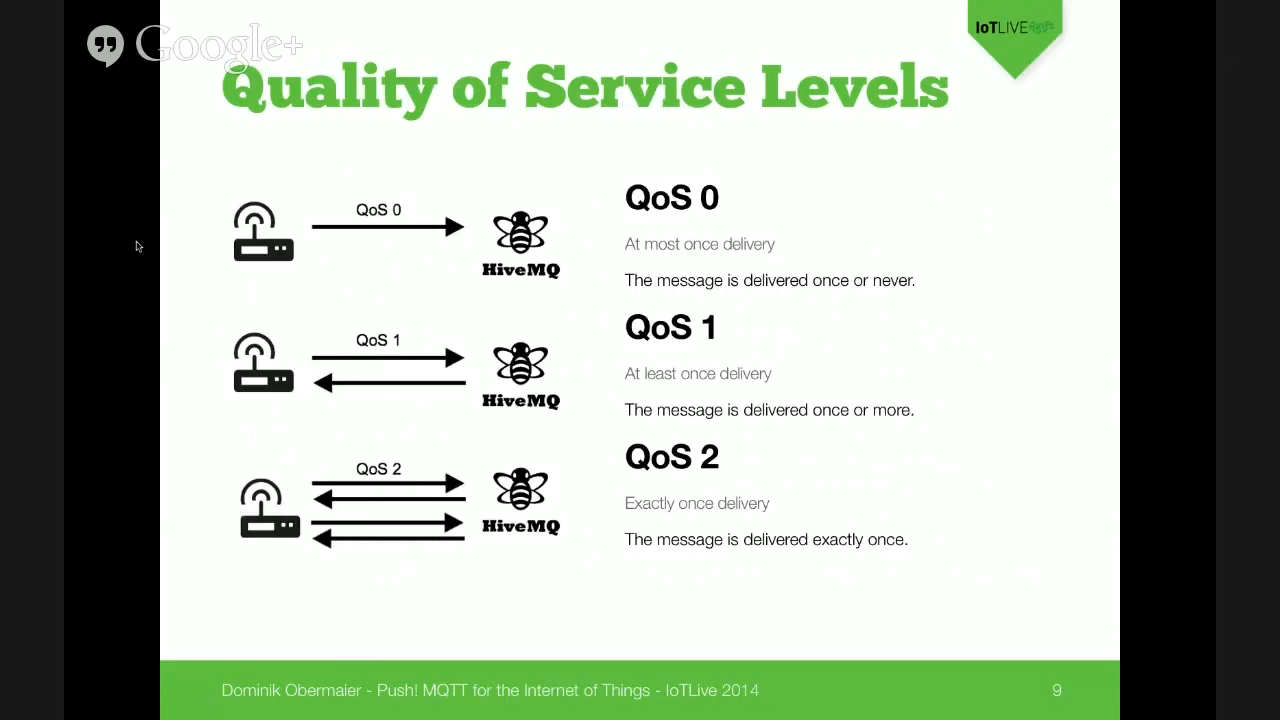 Google+
IoTLIVE
Quality of Service Levels
QoS 0
HiveMQ
QoS 0
At most once delivery
The message is delivered once or never.
QoS 1
HiveMQ
QoS 1
At least once delivery
The message is delivered once or more.
QoS 2
HiveMQ
QoS 2
Exactly once delivery
The message is delivered exactly once.
Dominik Obermaier - Push! MQTT for the Internet of Things - IoTLive 2014
9